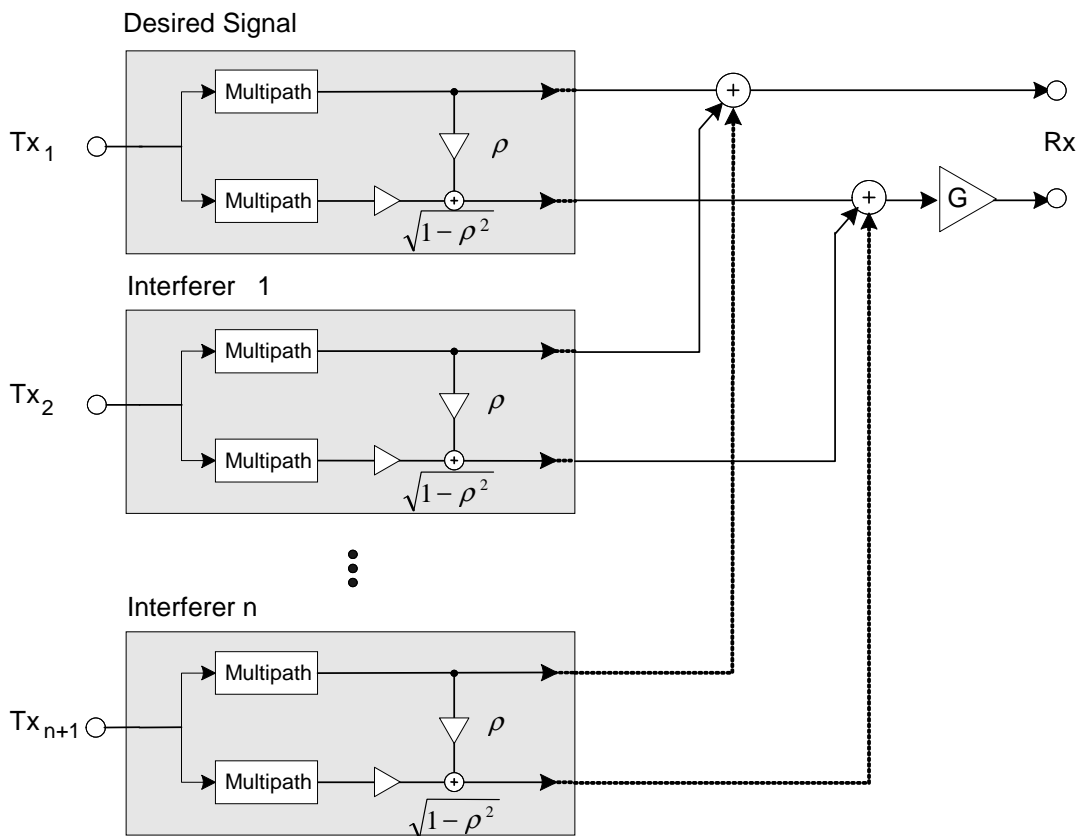 Desired Signal
Multipath
Tx1
ρ
Rx
Multipath
√1 − ρ²
+
+
+
G
Interferer 1
Multipath
Tx2
ρ
Multipath
+
√1 − ρ²
Interferer n
Multipath
Txn+1
ρ
Multipath
+
√1 − ρ²